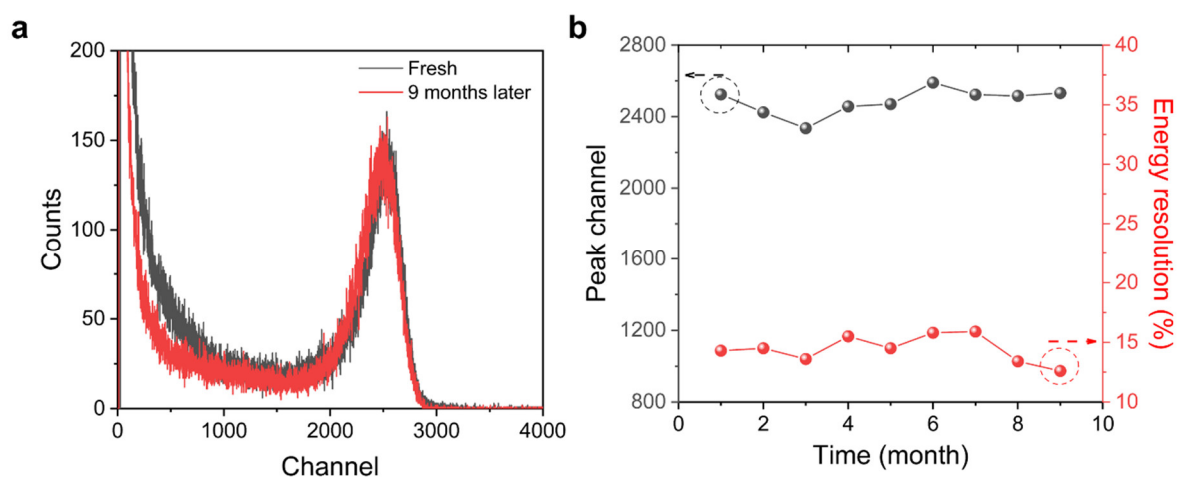 a
200
150
100
50
0
Counts
0 1000 2000 3000 4000
Channel
Fresh
9 months later
b
2800
2400
2000
1600
1200
800
Peak channel
0 2 4 6 8 10
Time (month)
40
35
30
25
20
15
10
Energy resolution (%)